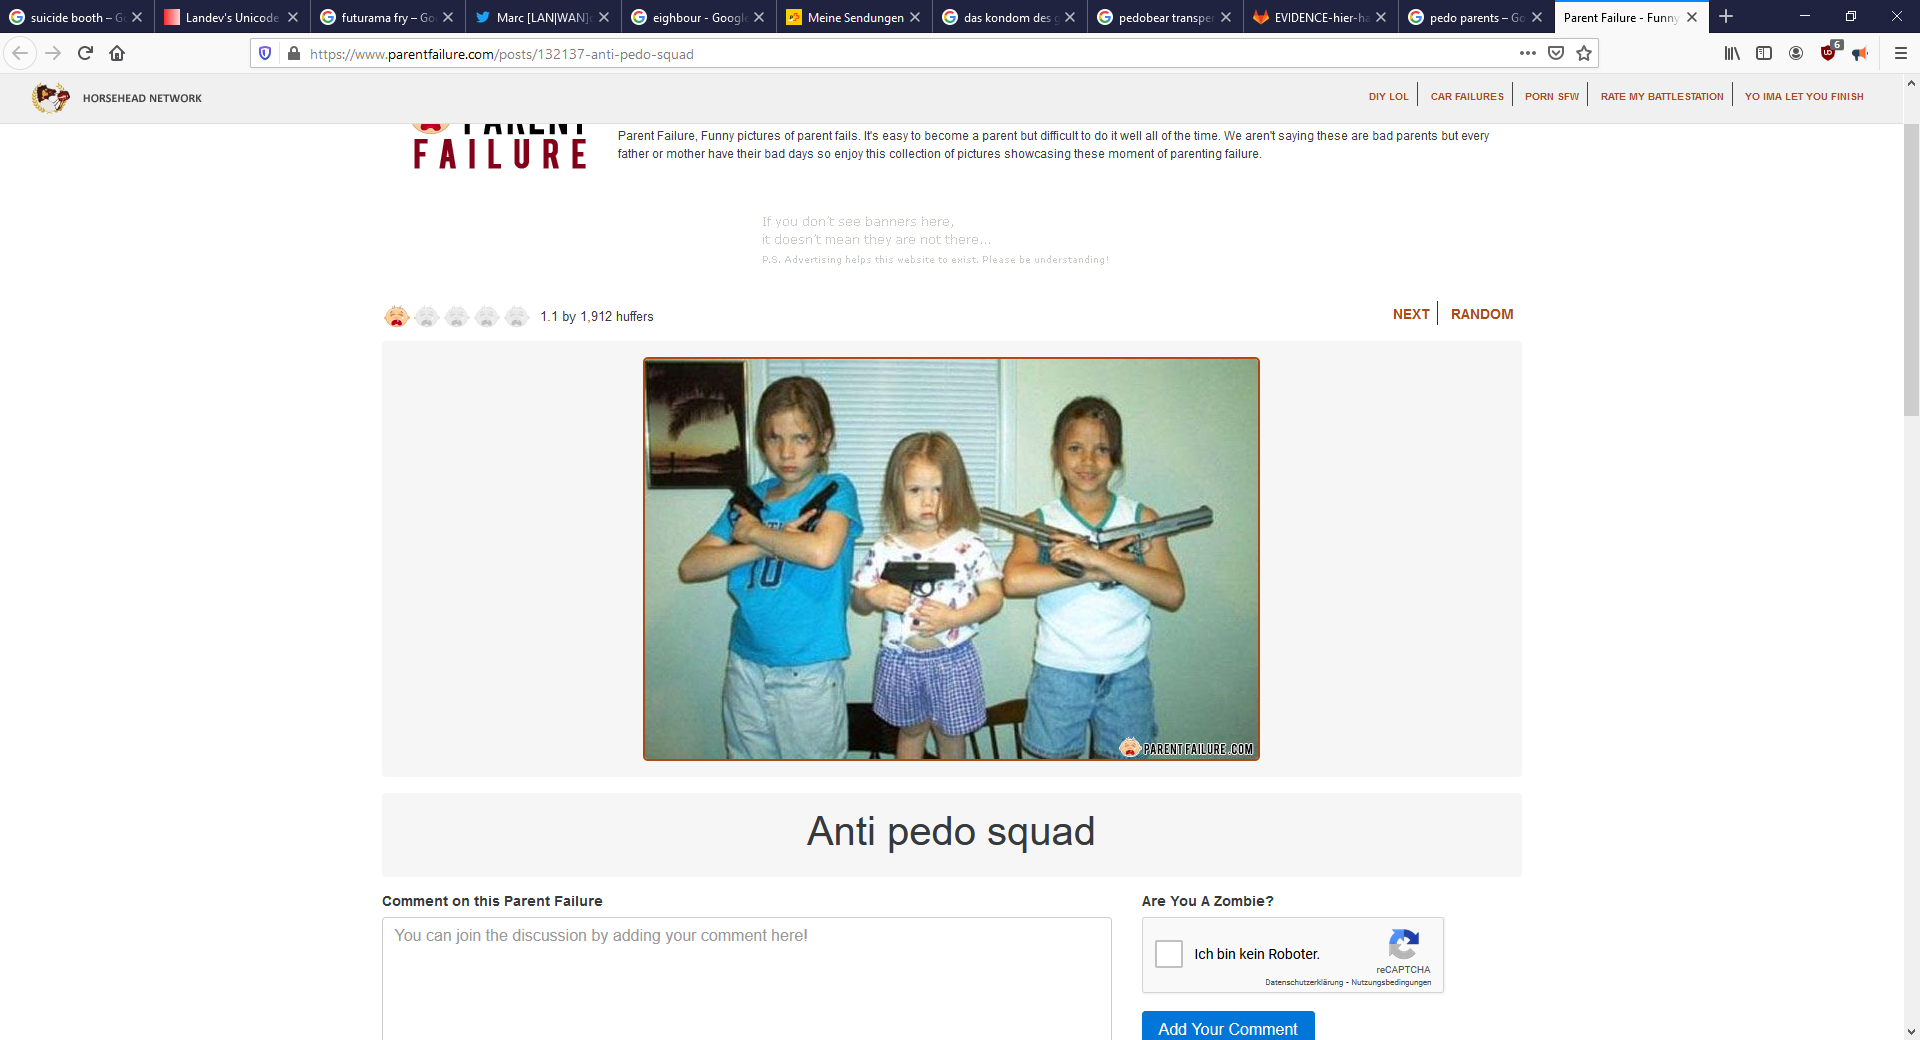 suicide booth – G
Landev's Unicode
futurama fry – Go
Marc [LAN|WAN]
eighbour - Google
Meine Sendungen
das kondom des g
pedobear transpe
EVIDENCE-hier-ha
pedo parents – Go
Parent Failure - Funny
https://www.parentfailure.com/posts/132137-anti-pedo-squad
6
HORSEHEAD NETWORK
DIY LOL
CAR FAILURES
PORN SFW
RATE MY BATTLESTATION
YO IMA LET YOU FINISH
PARENT
FAILURE
Parent Failure, Funny pictures of parent fails. It's easy to become a parent but difficult to do it well all of the time. We aren't saying these are bad parents but every
father or mother have their bad days so enjoy this collection of pictures showcasing these moment of parenting failure.
If you don't see banners here,
it doesn't mean they are not there...
P.S. Advertising helps this website to exist. Please be understanding!
1.1 by 1,912 huffers
NEXT
RANDOM
10
PARENT FAILURE .COM
Anti pedo squad
Comment on this Parent Failure
You can join the discussion by adding your comment here!
Are You A Zombie?
Ich bin kein Roboter.
reCAPTCHA
Datenschutzerklärung - Nutzungsbedingungen
Add Your Comment